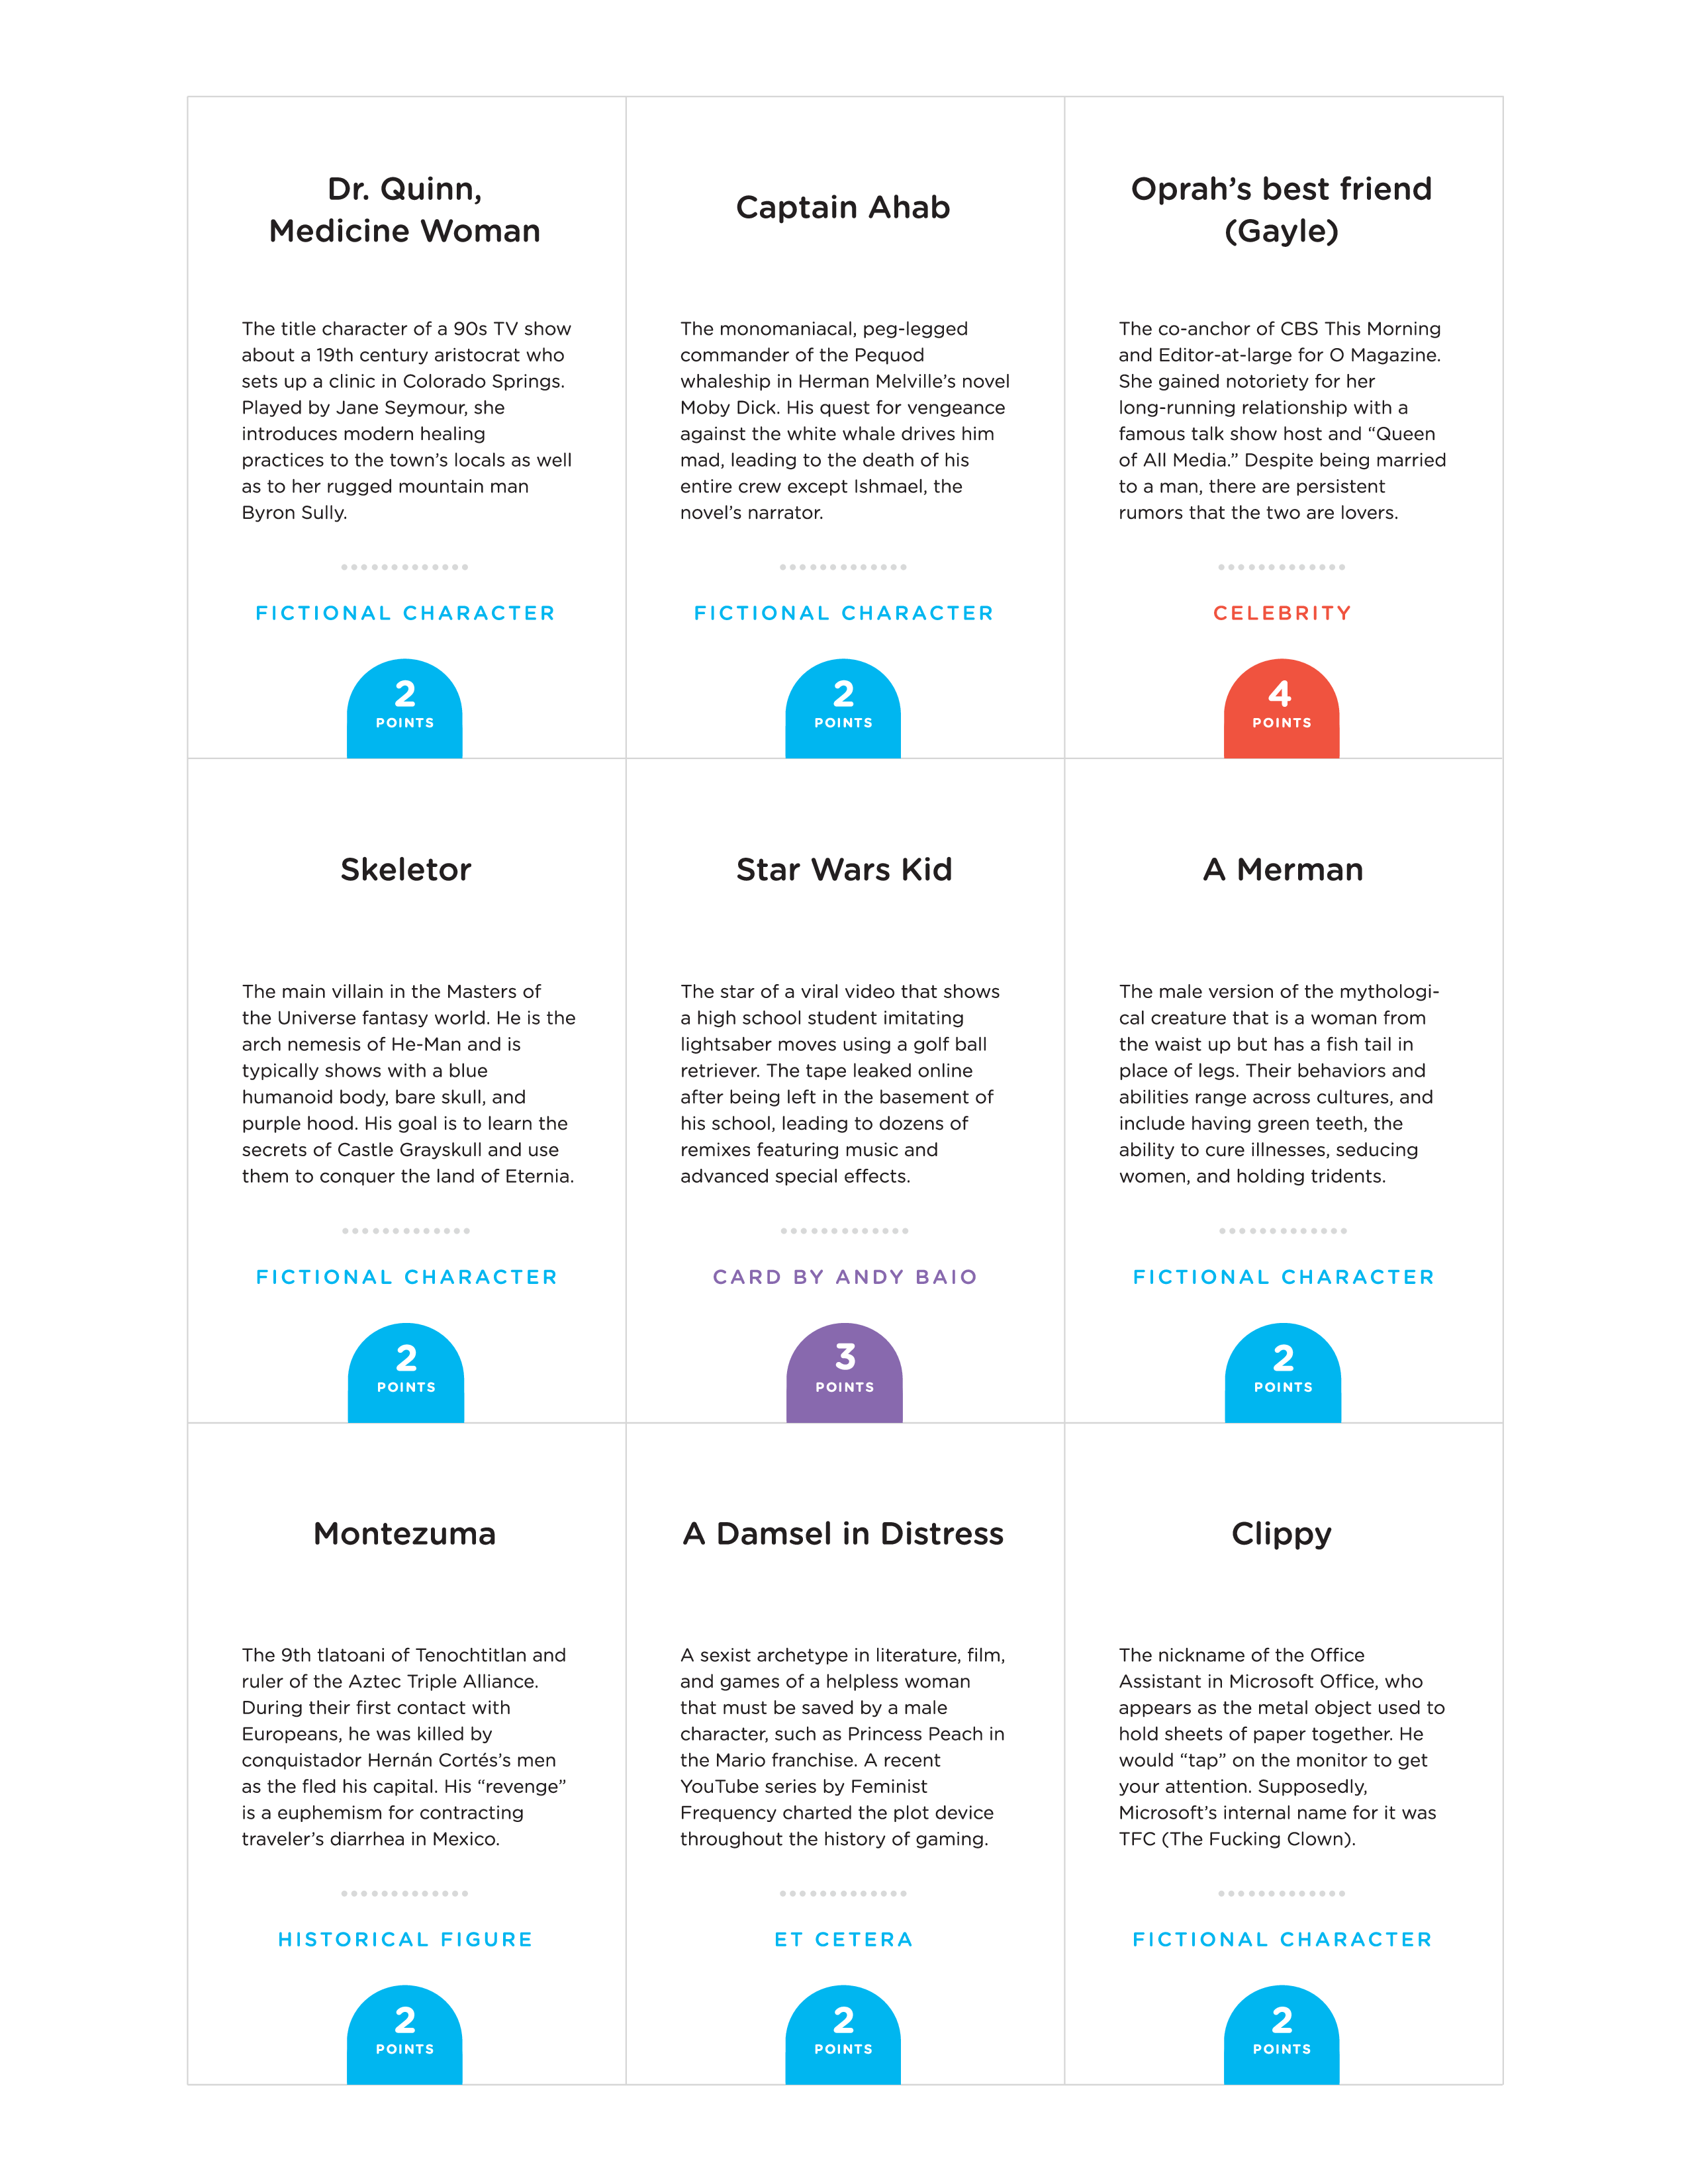 Dr. Quinn,
Medicine Woman
The title character of a 90s TV show
about a 19th century aristocrat who
sets up a clinic in Colorado Springs.
Played by Jane Seymour, she
introduces modern healing
practices to the town’s locals as well
as to her rugged mountain man
Byron Sully.
FICTIONAL CHARACTER
2
POINTS
Captain Ahab
The monomaniacal, peg-legged
commander of the Pequod
whaleship in Herman Melville’s novel
Moby Dick. His quest for vengeance
against the white whale drives him
mad, leading to the death of his
entire crew except Ishmael, the
novel’s narrator.
FICTIONAL CHARACTER
2
POINTS
Oprah’s best friend
(Gayle)
The co-anchor of CBS This Morning
and Editor-at-large for O Magazine.
She gained notoriety for her
long-running relationship with a
famous talk show host and “Queen
of All Media.” Despite being married
to a man, there are persistent
rumors that the two are lovers.
CELEBRITY
4
POINTS
Skeletor
The main villain in the Masters of
the Universe fantasy world. He is the
arch nemesis of He-Man and is
typically shows with a blue
humanoid body, bare skull, and
purple hood. His goal is to learn the
secrets of Castle Grayskull and use
them to conquer the land of Eternia.
FICTIONAL CHARACTER
2
POINTS
Star Wars Kid
The star of a viral video that shows
a high school student imitating
lightsaber moves using a golf ball
retriever. The tape leaked online
after being left in the basement of
his school, leading to dozens of
remixes featuring music and
advanced special effects.
CARD BY ANDY BAIO
3
POINTS
A Merman
The male version of the mythologi-
cal creature that is a woman from
the waist up but has a fish tail in
place of legs. Their behaviors and
abilities range across cultures, and
include having green teeth, the
ability to cure illnesses, seducing
women, and holding tridents.
FICTIONAL CHARACTER
2
POINTS
Montezuma
The 9th tlatoani of Tenochtitlan and
ruler of the Aztec Triple Alliance.
During their first contact with
Europeans, he was killed by
conquistador Hernán Cortés’s men
as the fled his capital. His “revenge”
is a euphemism for contracting
traveler’s diarrhea in Mexico.
HISTORICAL FIGURE
2
POINTS
A Damsel in Distress
A sexist archetype in literature, film,
and games of a helpless woman
that must be saved by a male
character, such as Princess Peach in
the Mario franchise. A recent
YouTube series by Feminist
Frequency charted the plot device
throughout the history of gaming.
ET CETERA
2
POINTS
Clippy
The nickname of the Office
Assistant in Microsoft Office, who
appears as the metal object used to
hold sheets of paper together. He
would “tap” on the monitor to get
your attention. Supposedly,
Microsoft’s internal name for it was
TFC (The Fucking Clown).
FICTIONAL CHARACTER
2
POINTS